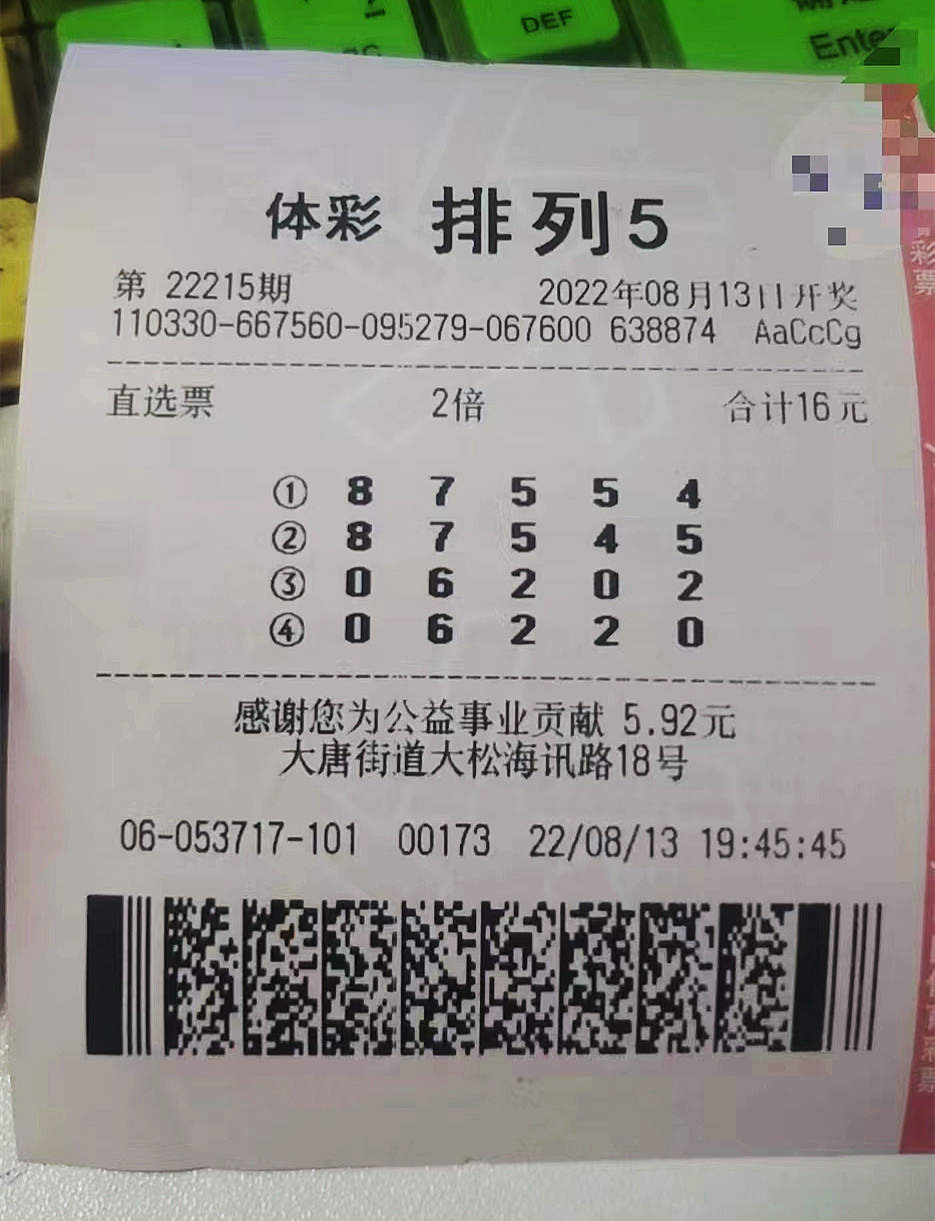 DEF
Enter
体彩 排列5
第 22215期 2022年08月13日开奖
110330-667560-095279-067600 638874 AaCcCg
直选票 2倍 合计16元
① 8 7 5 5 4
② 8 7 5 4 5
③ 0 6 2 0 2
④ 0 6 2 2 0
感谢您为公益事业贡献 5.92元
大唐街道大松海讯路18号
06-053717-101 00173 22/08/13 19:45:45
彩
票